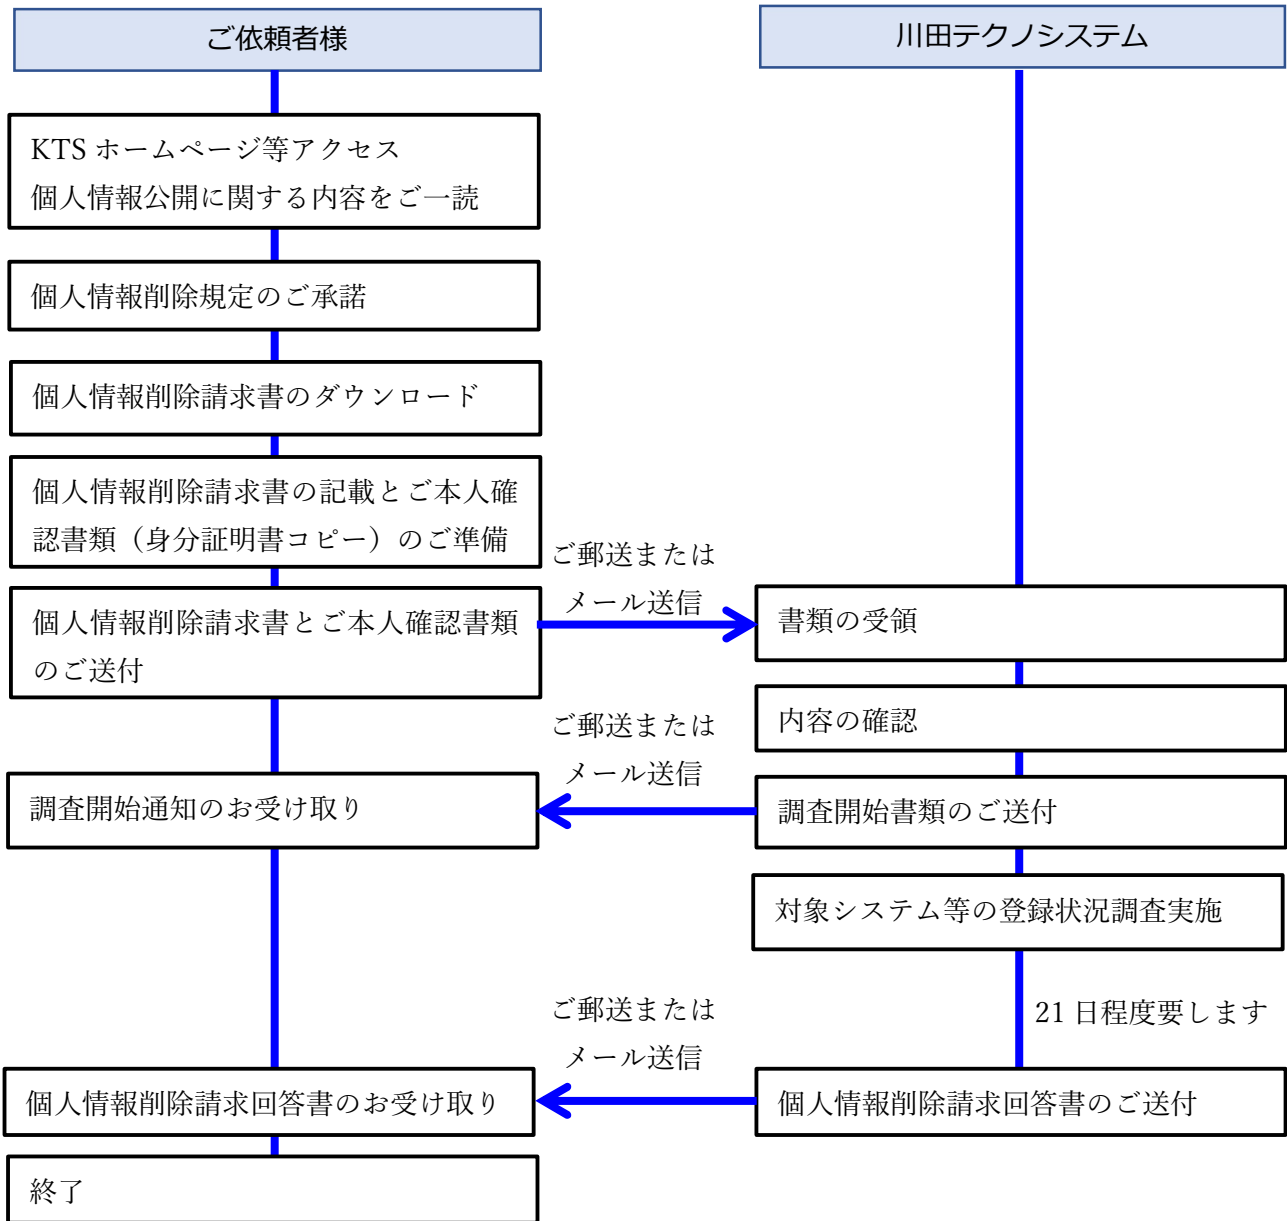 ご依頼者様
川田テクノシステム
KTS ホームページ等アクセス
個人情報公開に関する内容をご一読
個人情報削除規定のご承諾
個人情報削除請求書のダウンロード
個人情報削除請求書の記載とご本人確
認書類（身分証明書コピー）のご準備
ご郵送または
メール送信
個人情報削除請求書とご本人確認書類
のご送付
書類の受領
内容の確認
ご郵送または
メール送信
調査開始通知のお受け取り
調査開始書類のご送付
対象システム等の登録状況調査実施
ご郵送または
メール送信
21 日程度要します
個人情報削除請求回答書のお受け取り
個人情報削除請求回答書のご送付
終了